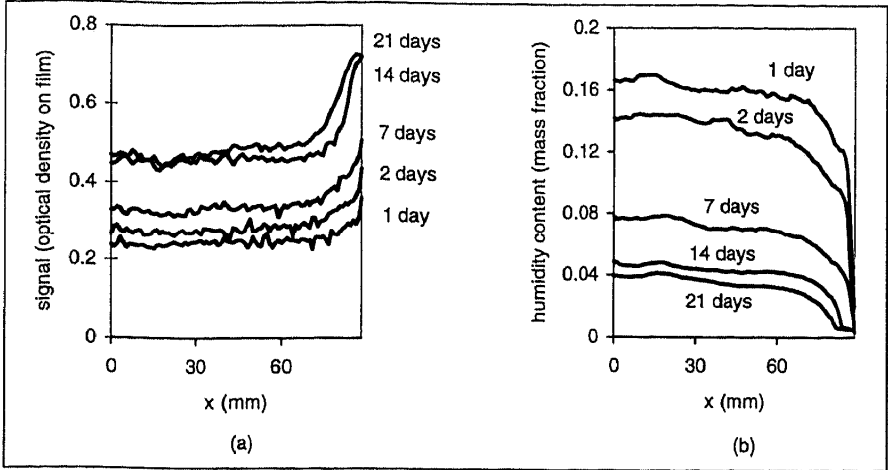 signal (optical density on film)
0.8
0.6
0.4
0.2
0
21 days
14 days
7 days
2 days
1 day
0
30
60
x (mm)
(a)
humidity content (mass fraction)
0.2
0.16
0.12
0.08
0.04
0
1 day
2 days
7 days
14 days
21 days
0
30
60
x (mm)
(b)